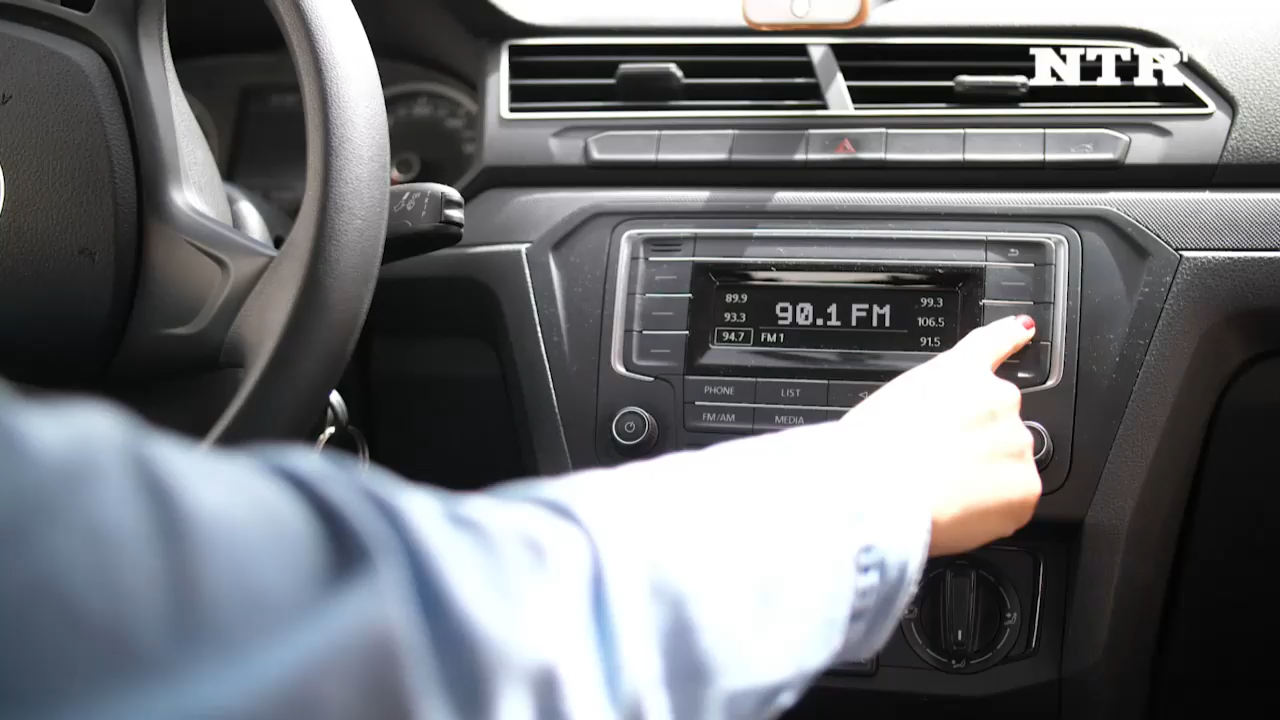 NTR
89.9
93.3
94.7
90.1 FM
FM 1
99.3
106.5
91.5
PHONE
LIST
FM/AM
MEDIA